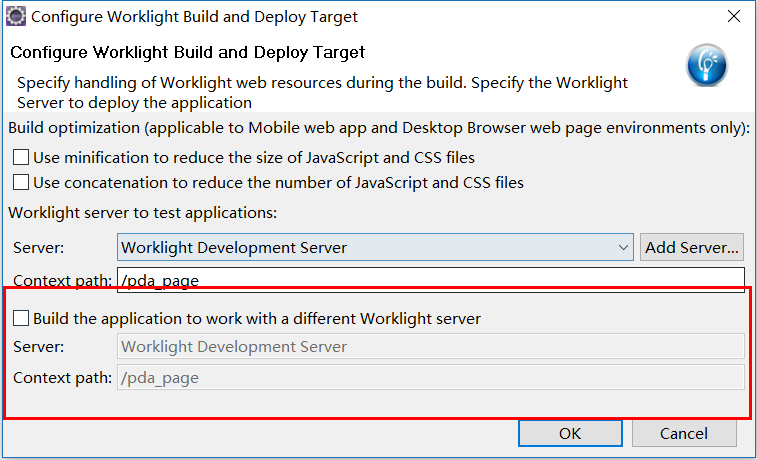 Configure Worklight Build and Deploy Target
Configure Worklight Build and Deploy Target
Specify handling of Worklight web resources during the build. Specify the Worklight
Server to deploy the application
Build optimization (applicable to Mobile web app and Desktop Browser web page environments only):
Use minification to reduce the size of JavaScript and CSS files
Use concatenation to reduce the number of JavaScript and CSS files
Worklight server to test applications:
Server: Worklight Development Server Add Server...
Context path: /pda_page
Build the application to work with a different Worklight server
Server: Worklight Development Server
Context path: /pda_page
OK Cancel